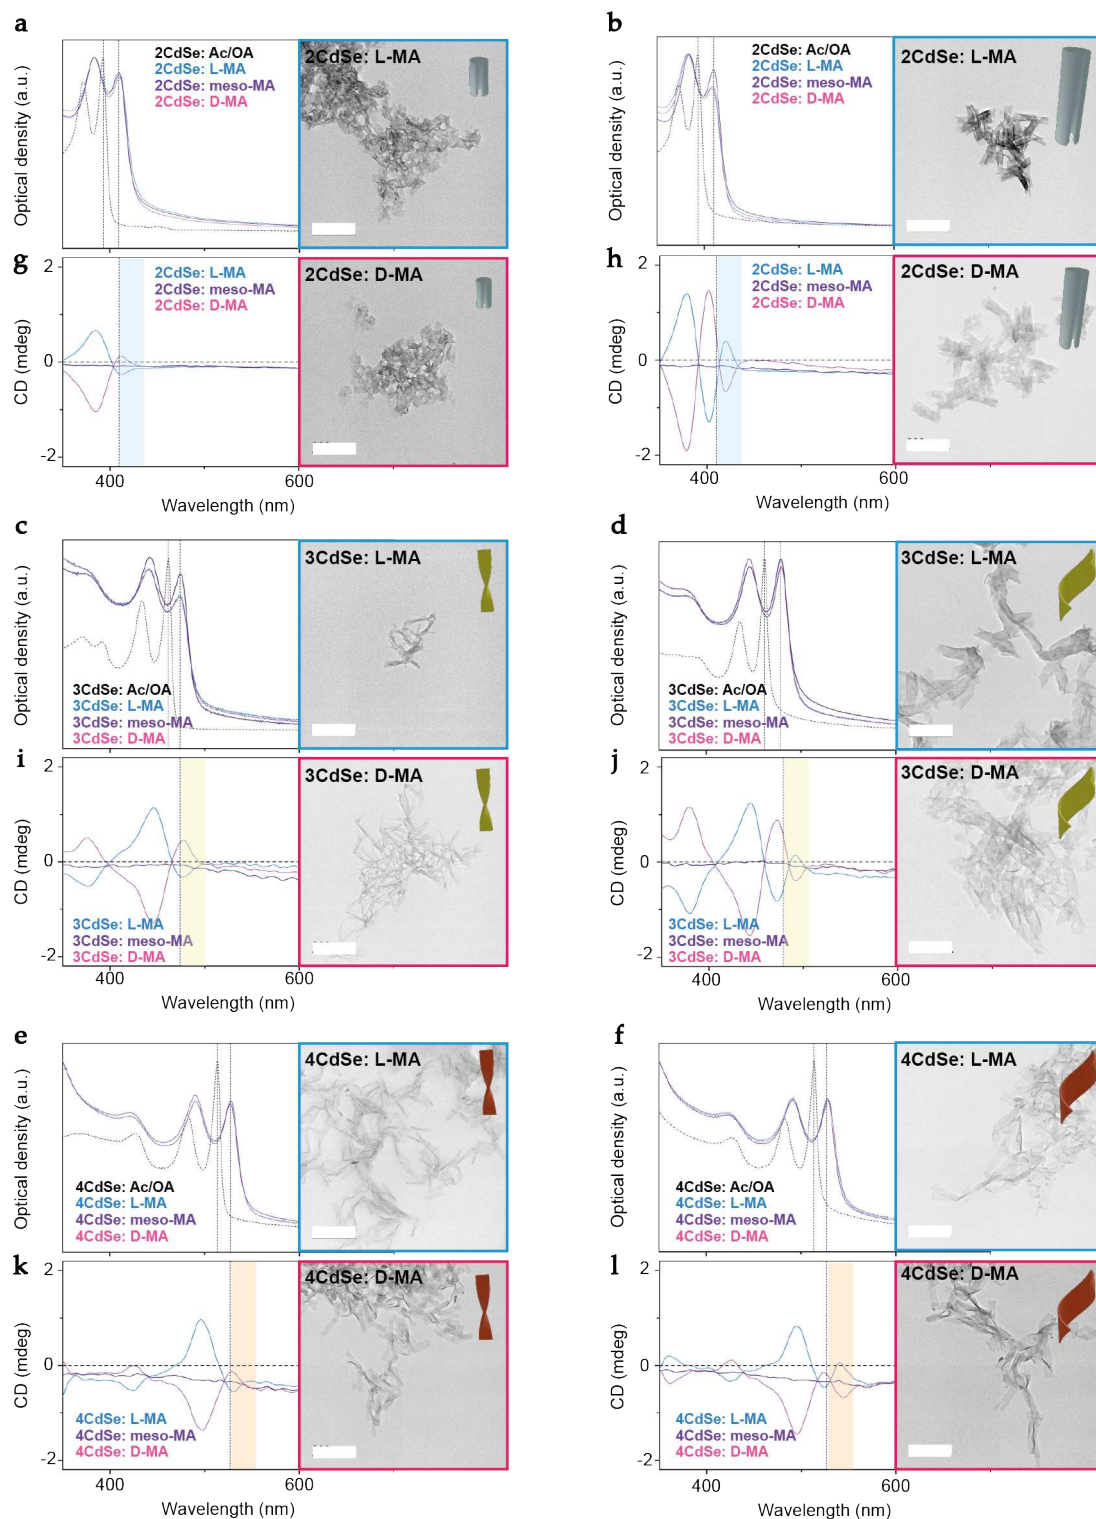 a
Optical density (a.u.)
2CdSe: Ac/OA
2CdSe: L-MA
2CdSe: meso-MA
2CdSe: D-MA
2CdSe: L-MA
b
Optical density (a.u.)
2CdSe: Ac/OA
2CdSe: L-MA
2CdSe: meso-MA
2CdSe: D-MA
2CdSe: L-MA
g
CD (mdeg)
2
0
-2
2CdSe: L-MA
2CdSe: meso-MA
2CdSe: D-MA
2CdSe: D-MA
400
600
Wavelength (nm)
h
CD (mdeg)
2
0
-2
2CdSe: L-MA
2CdSe: meso-MA
2CdSe: D-MA
2CdSe: D-MA
400
600
Wavelength (nm)
c
Optical density (a.u.)
3CdSe: Ac/OA
3CdSe: L-MA
3CdSe: meso-MA
3CdSe: D-MA
3CdSe: L-MA
d
Optical density (a.u.)
3CdSe: Ac/OA
3CdSe: L-MA
3CdSe: meso-MA
3CdSe: D-MA
3CdSe: L-MA
i
CD (mdeg)
2
0
-2
3CdSe: L-MA
3CdSe: meso-MA
3CdSe: D-MA
3CdSe: D-MA
400
600
Wavelength (nm)
j
CD (mdeg)
2
0
-2
3CdSe: L-MA
3CdSe: meso-MA
3CdSe: D-MA
3CdSe: D-MA
400
600
Wavelength (nm)
e
Optical density (a.u.)
4CdSe: Ac/OA
4CdSe: L-MA
4CdSe: meso-MA
4CdSe: D-MA
4CdSe: L-MA
f
Optical density (a.u.)
4CdSe: Ac/OA
4CdSe: L-MA
4CdSe: meso-MA
4CdSe: D-MA
4CdSe: L-MA
k
CD (mdeg)
2
0
-2
4CdSe: L-MA
4CdSe: meso-MA
4CdSe: D-MA
4CdSe: D-MA
400
600
Wavelength (nm)
l
CD (mdeg)
2
0
-2
4CdSe: L-MA
4CdSe: meso-MA
4CdSe: D-MA
4CdSe: D-MA
400
600
Wavelength (nm)